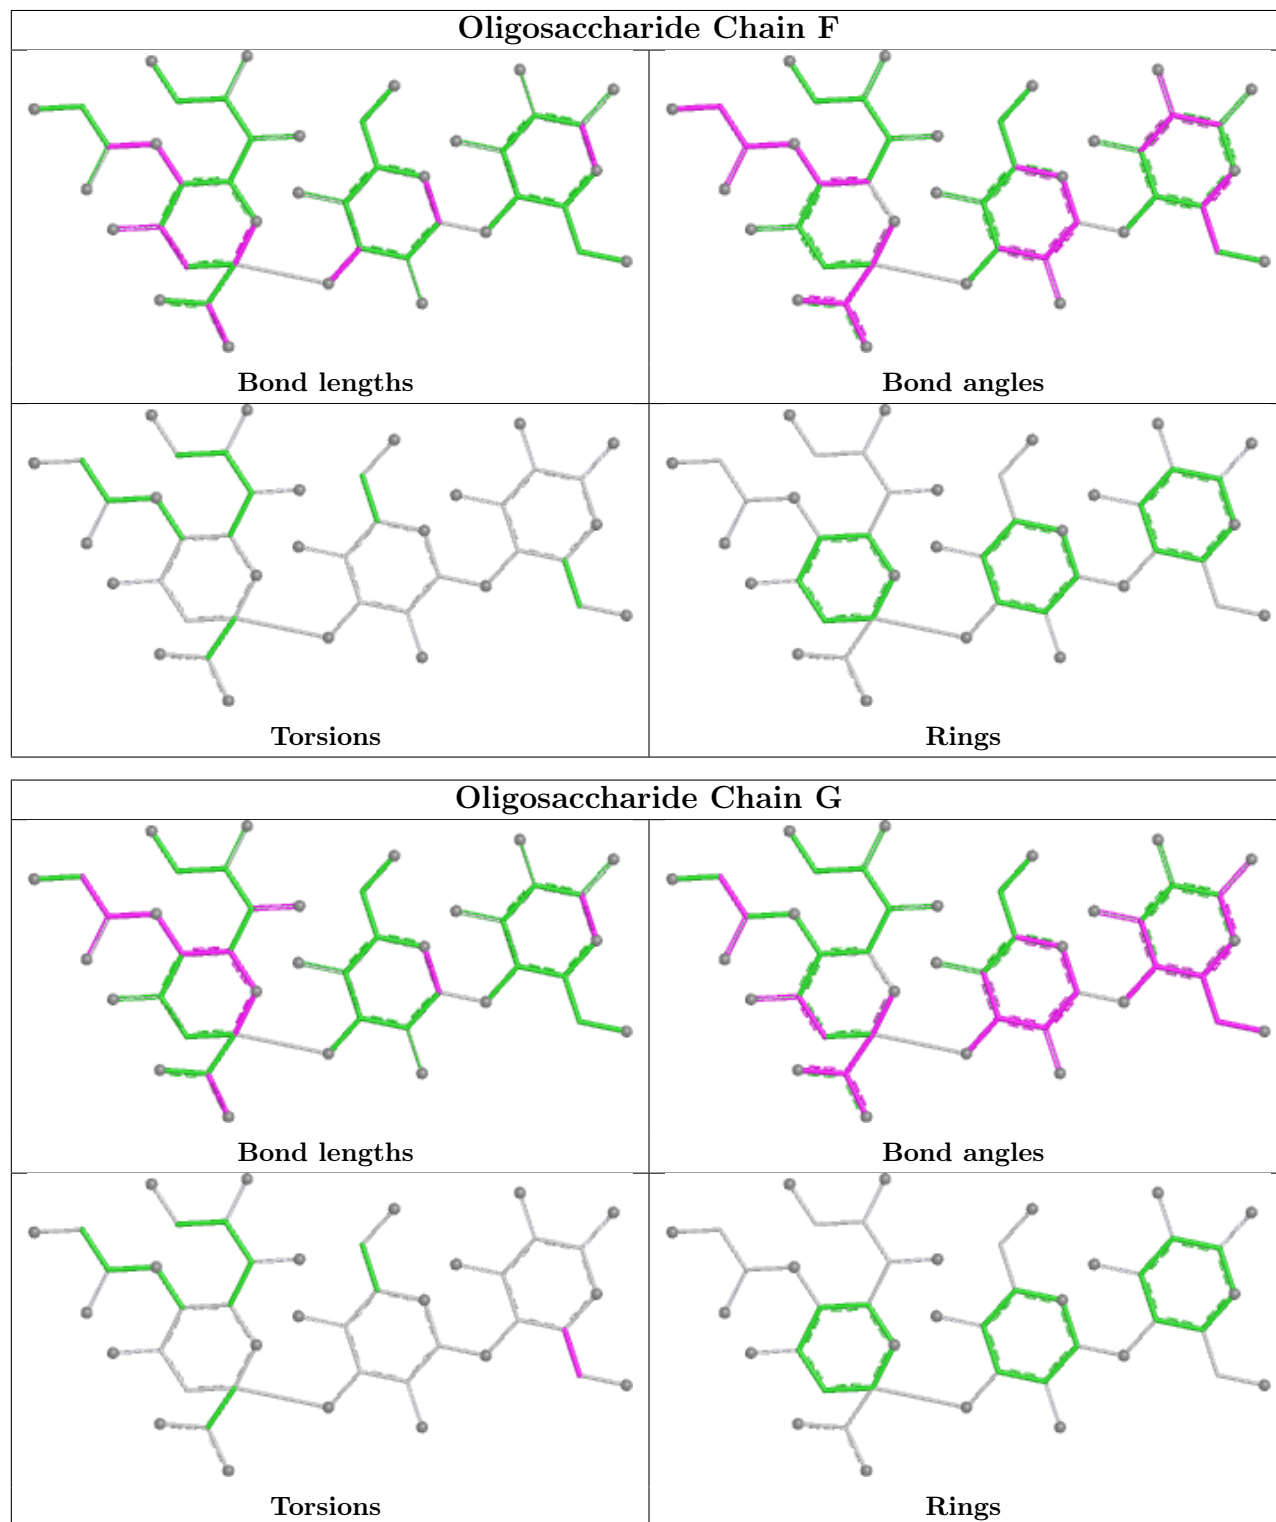 Oligosaccharide Chain F
Bond lengths
Bond angles
Torsions
Rings
Oligosaccharide Chain G
Bond lengths
Bond angles
Torsions
Rings